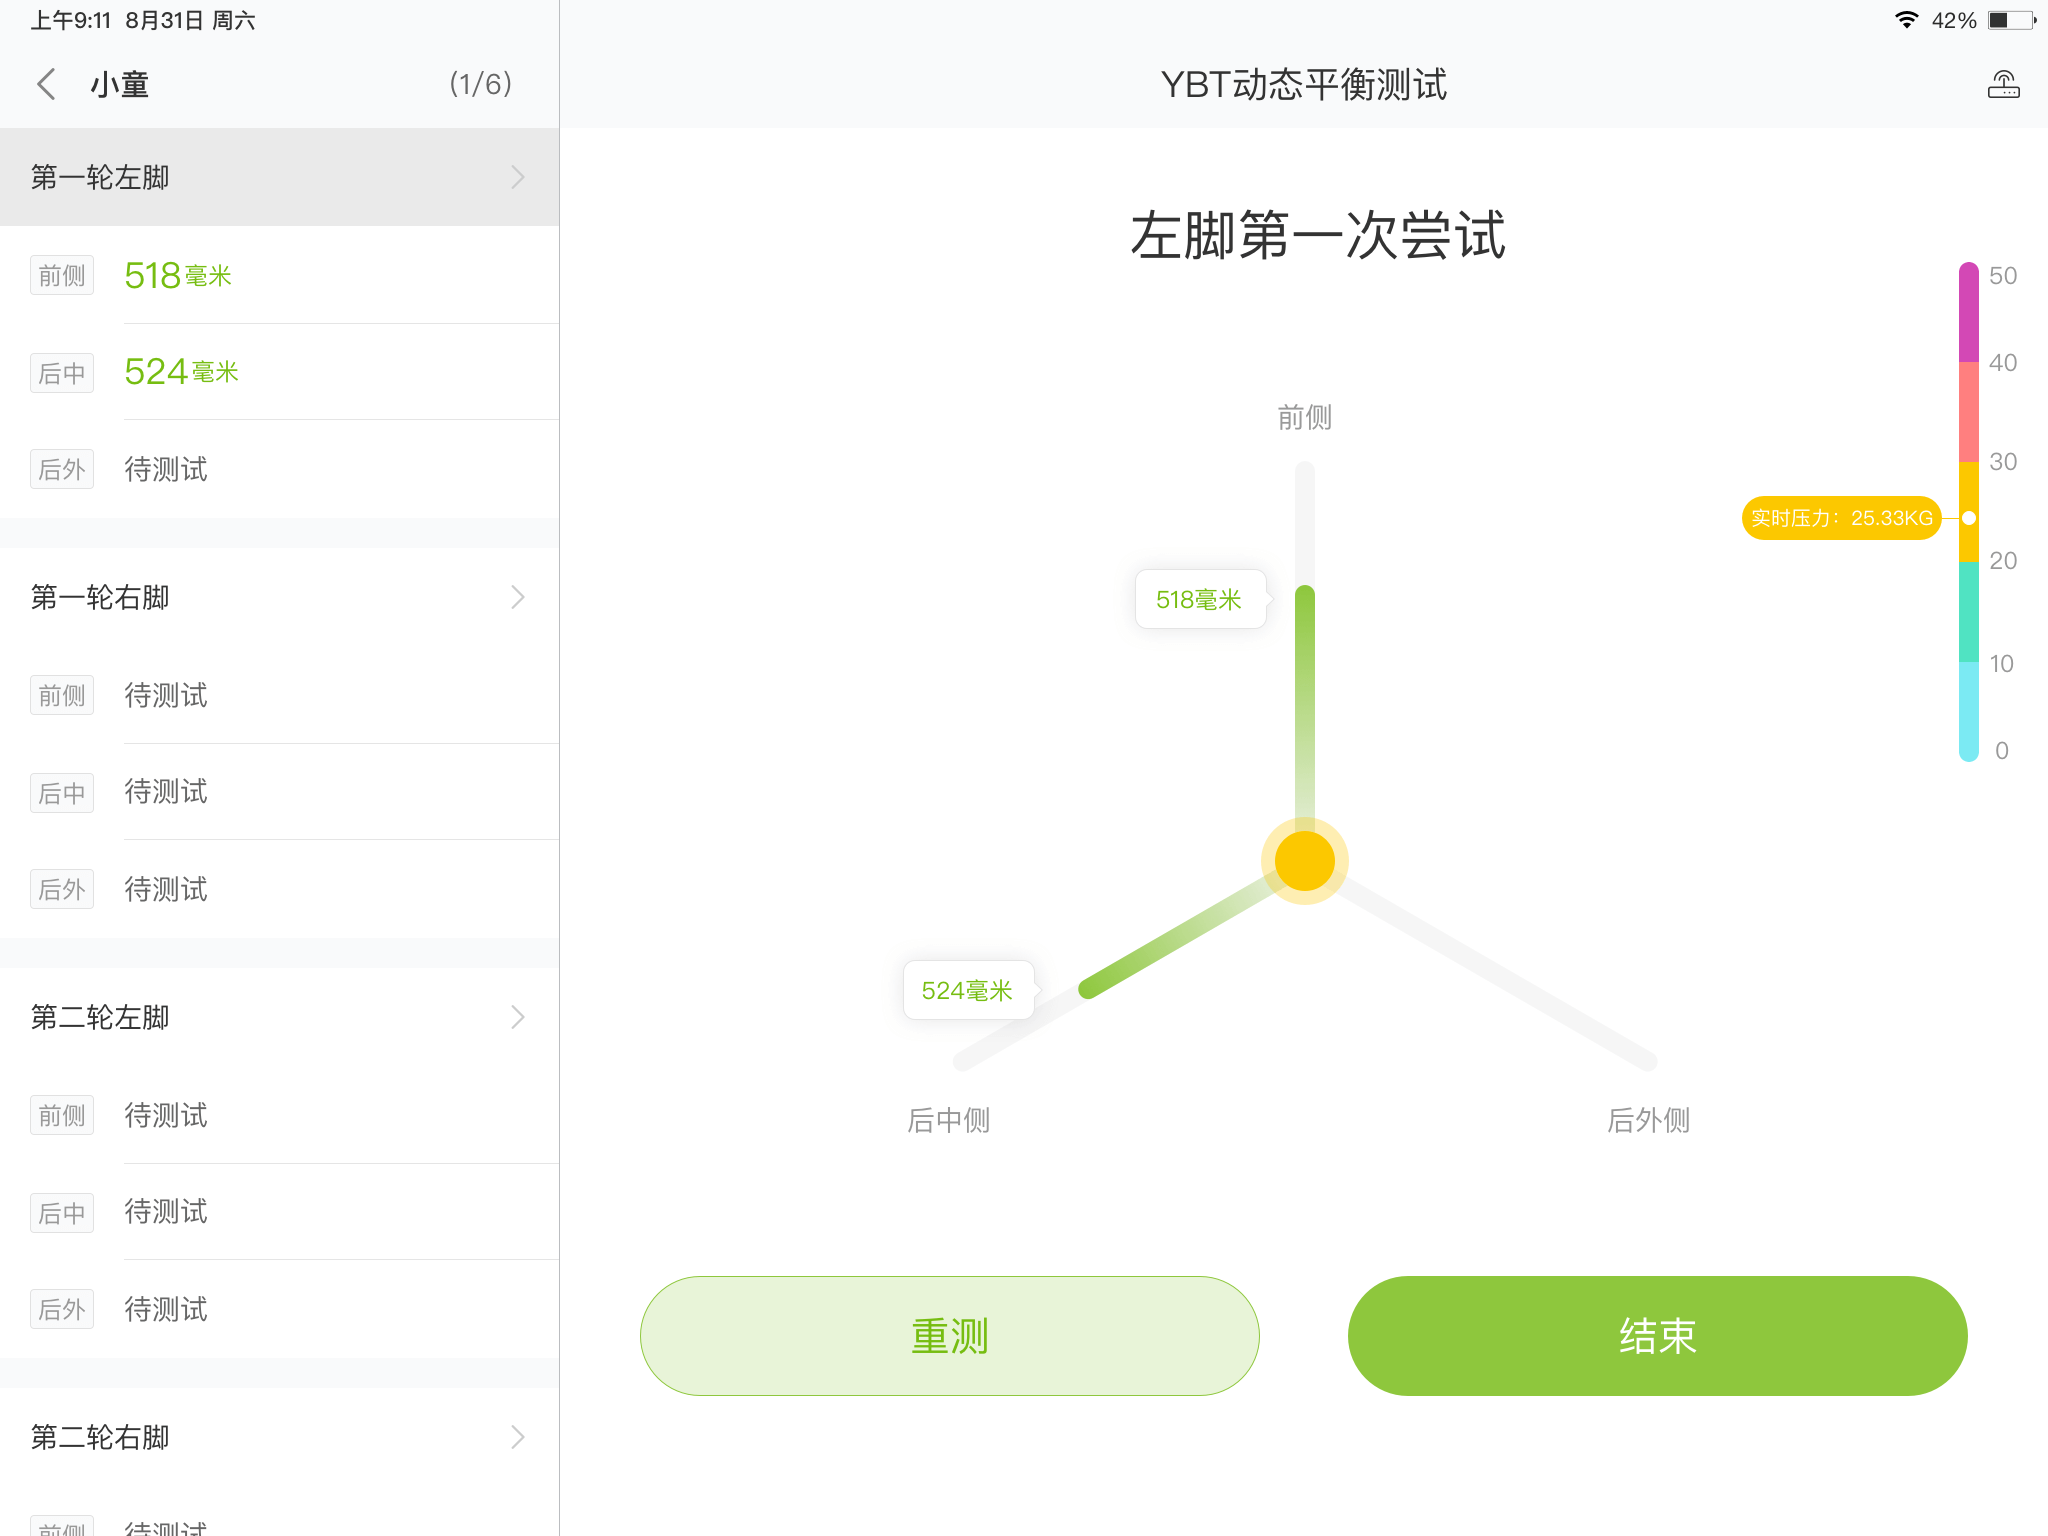 上午9:11 8月31日 周六
42%
小童
(1/6)
YBT动态平衡测试
第一轮左脚
前侧
518毫米
后中
524毫米
后外
待测试
第一轮右脚
前侧
待测试
后中
待测试
后外
待测试
第二轮左脚
前侧
待测试
后中
待测试
后外
待测试
第二轮右脚
前侧
待测试
左脚第一次尝试
前侧
518毫米
524毫米
后中侧
后外侧
50
40
30
实时压力：25.33KG
20
10
0
重测
结束